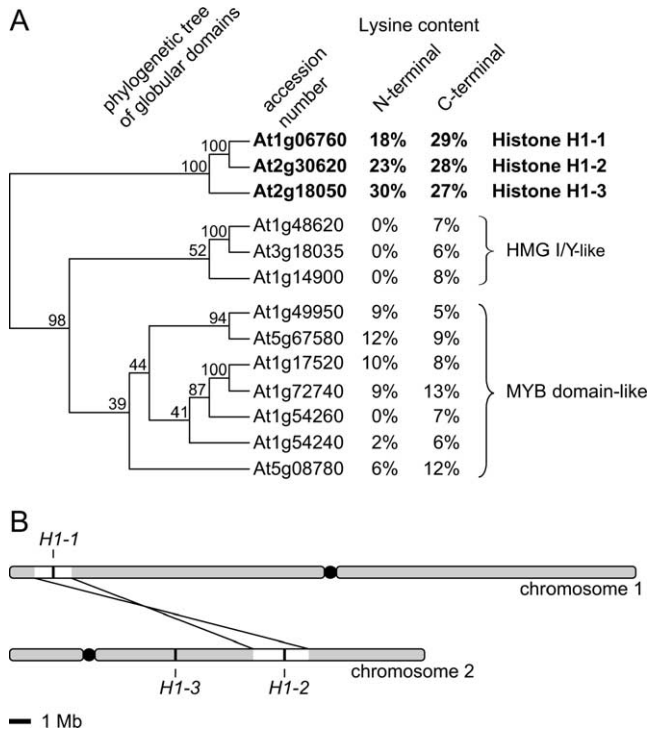 A
phylogenetic tree
of globular domains
accession
number
Lysine content
N-terminal
C-terminal
100 At1g06760 18% 29% Histone H1-1
100 At2g30620 23% 28% Histone H1-2
At2g18050 30% 27% Histone H1-3
100 At1g48620 0% 7%
52 At3g18035 0% 6% HMG I/Y-like
At1g14900 0% 8%
At1g49950 9% 5%
98 94 At5g67580 12% 9%
44 100 At1g17520 10% 8%
87 At1g72740 9% 13% MYB domain-like
39 41 At1g54260 0% 7%
At1g54240 2% 6%
At5g08780 6% 12%
B
H1-1
chromosome 1
chromosome 2
H1-3 H1-2
1 Mb